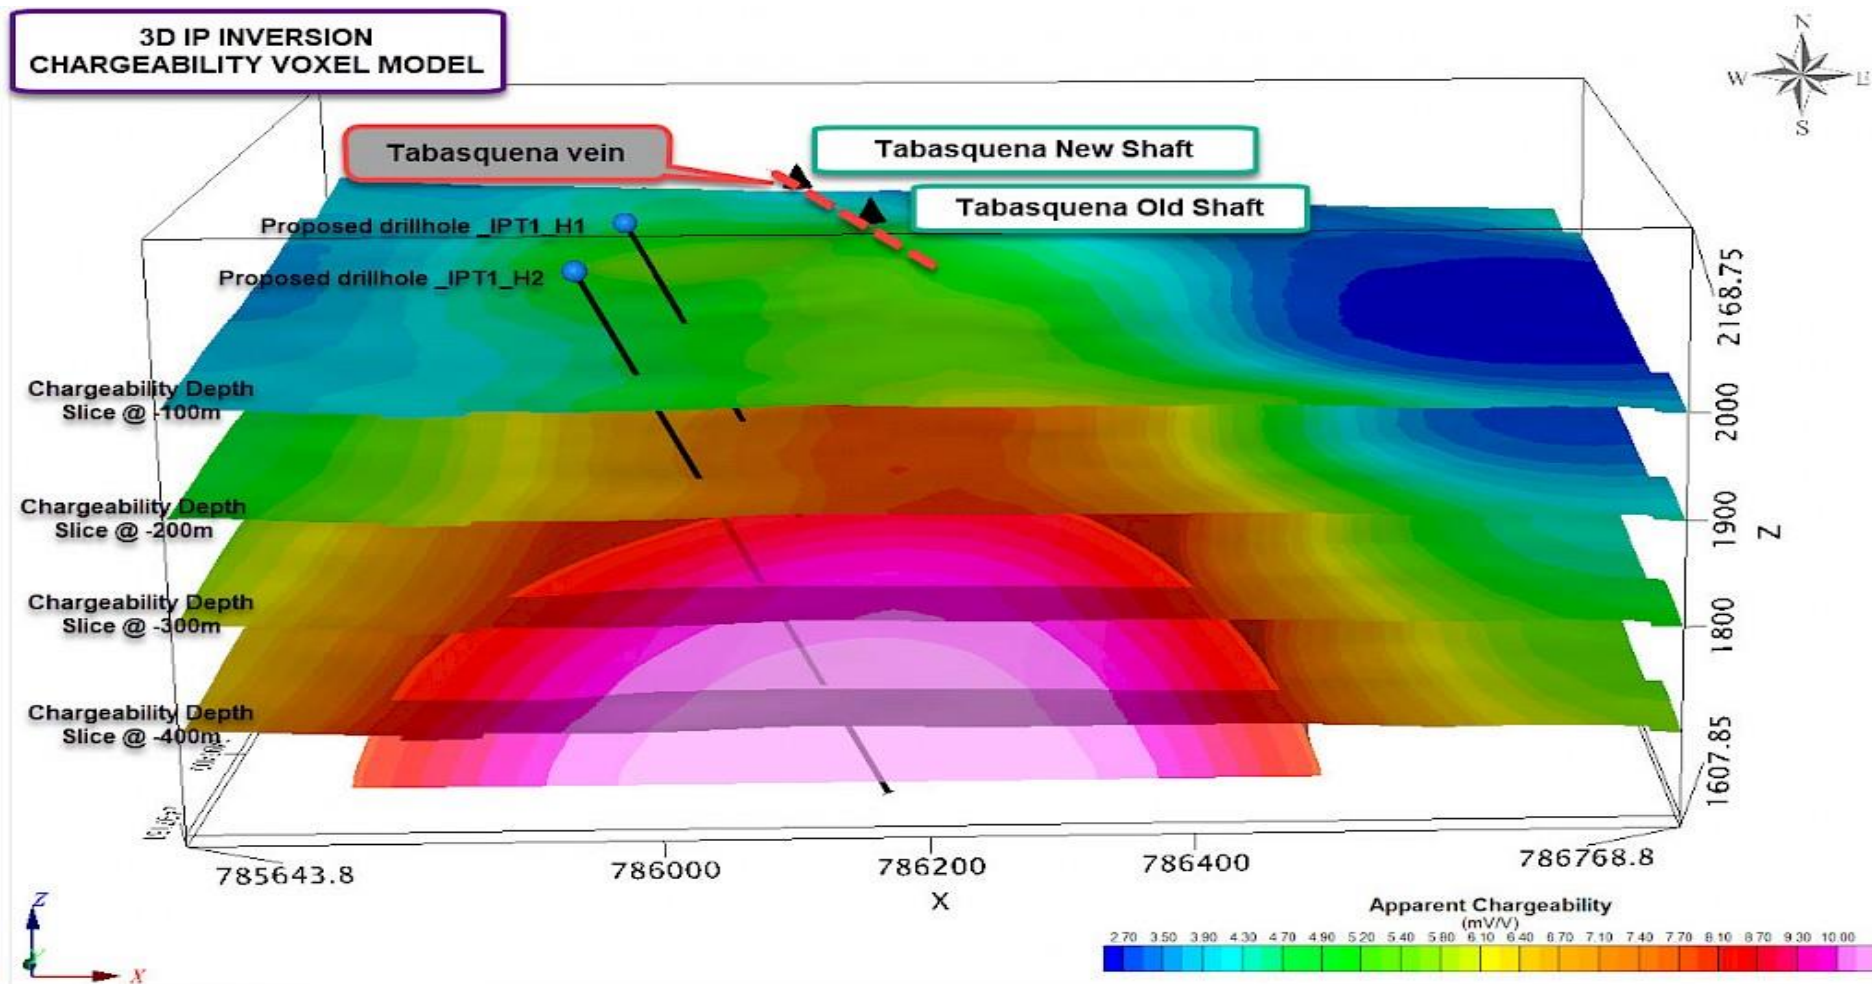 3D IP INVERSION
CHARGEABILITY VOXEL MODEL
N
W
E
S
Tabasquena vein
Tabasquena New Shaft
Tabasquena Old Shaft
Proposed drillhole _IPT1_H1
Proposed drillhole _IPT1_H2
Chargeability Depth
Slice @ -100m
Chargeability Depth
Slice @ -200m
Chargeability Depth
Slice @ -300m
Chargeability Depth
Slice @ -400m
2168.75
2000
1900
Z
1800
1607.85
785643.8
786000
786200
786400
786768.8
X
Z
X
Apparent Chargeability
(mV/V)
2.70 3.50 3.90 4.30 4.70 4.90 5.20 5.40 5.80 6.10 6.40 6.70 7.10 7.40 7.70 8.10 8.70 9.30 10.00